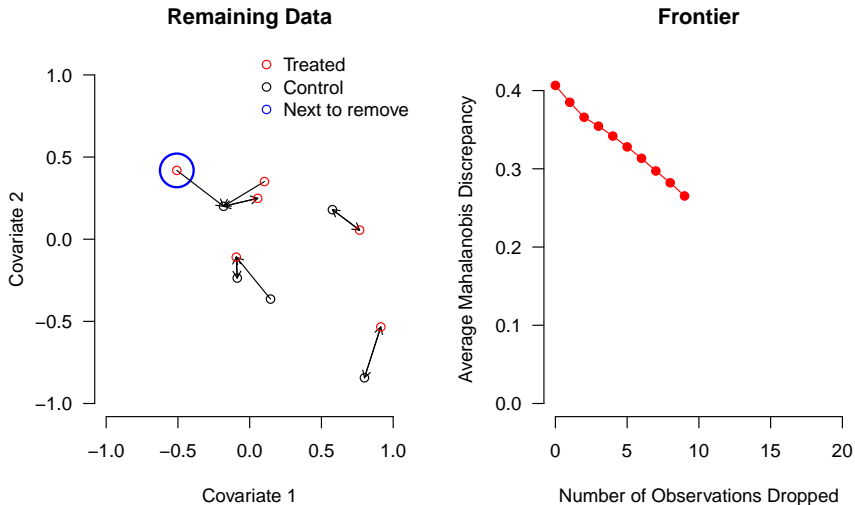 Remaining Data
Treated
Control
Next to remove
1.0
0.5
0.0
−0.5
−1.0
Covariate 2
−1.0 −0.5 0.0 0.5 1.0
Covariate 1
Frontier
0.4
0.3
0.2
0.1
0.0
Average Mahalanobis Discrepancy
0 5 10 15 20
Number of Observations Dropped